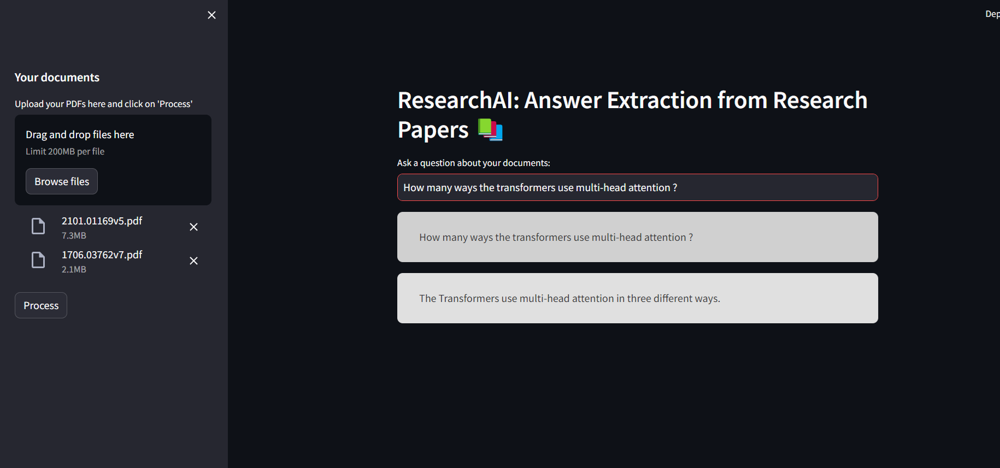 Your documents
Upload your PDFs here and click on 'Process'
Drag and drop files here
Limit 200MB per file
Browse files
2101.01169v5.pdf
7.3MB
1706.03762v7.pdf
2.1MB
Process
Dep
ResearchAI: Answer Extraction from Research
Papers
Ask a question about your documents:
How many ways the transformers use multi-head attention ?
How many ways the transformers use multi-head attention ?
The Transformers use multi-head attention in three different ways.